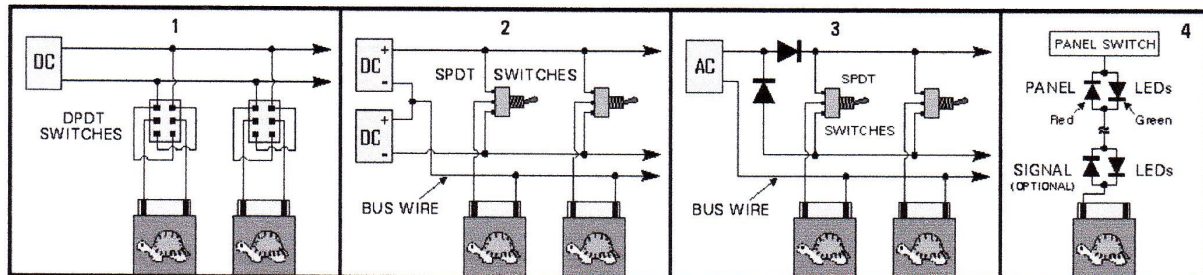 1
DC
DPDT
SWITCHES
2
DC
+
-
DC
+
-
SPDT SWITCHES
BUS WIRE
3
AC
SPDT
SWITCHES
BUS WIRE
4
PANEL SWITCH
PANEL LEDs
Red Green
SIGNAL LEDs
(OPTIONAL)